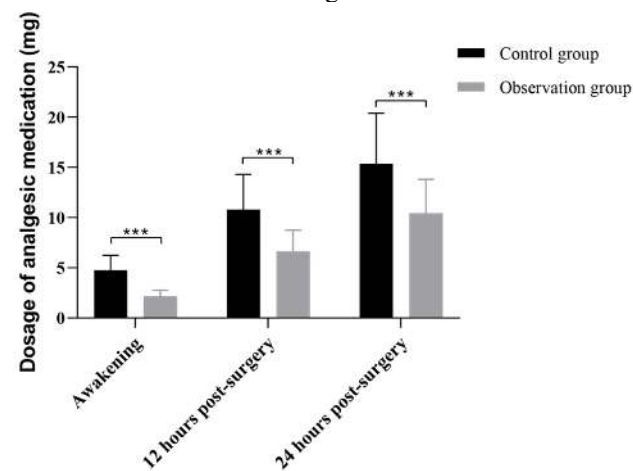 Dosage of analgesic medication (mg)
25
20
15
10
5
0
***
***
***
Control group
Observation group
Awakening
12 hours post-surgery
24 hours post-surgery